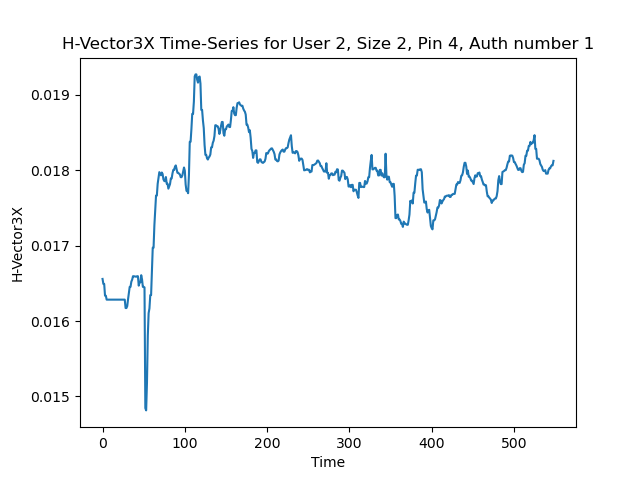 H-Vector3X Time-Series for User 2, Size 2, Pin 4, Auth number 1
0.019
0.018
0.017
0.016
0.015
H-Vector3X
0 100 200 300 400 500
Time